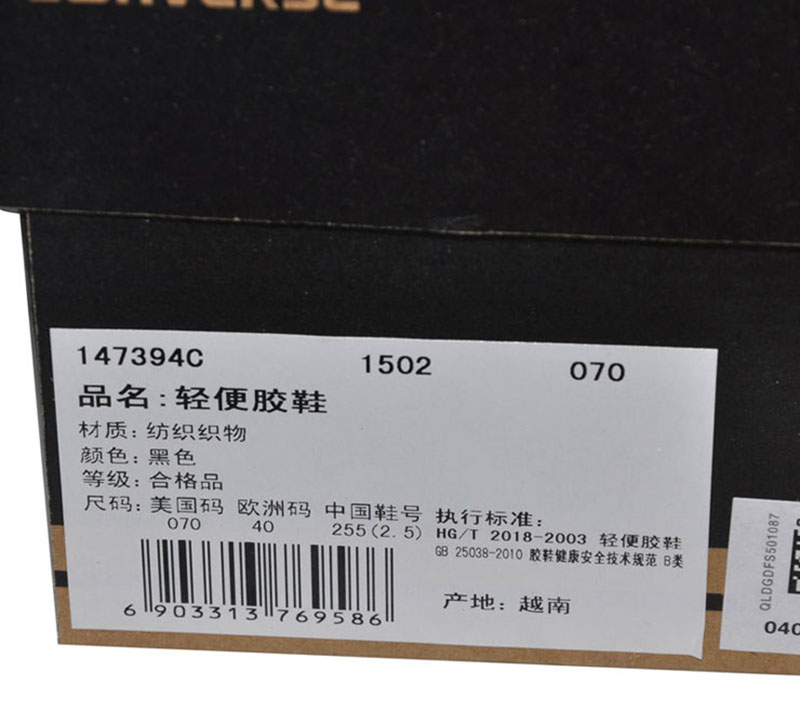 CONVERSE
147394C 1502 070
品名:轻便胶鞋
材质:纺织织物
颜色:黑色
等级:合格品
尺码:美国码 欧洲码 中国鞋号
070 40 255(2.5)
执行标准:
HG/T 2018-2003 轻便胶鞋
GB 25038-2010 胶鞋健康安全技术规范 B类
6 903313 769586
产地:越南
QLDGDFS501087
040